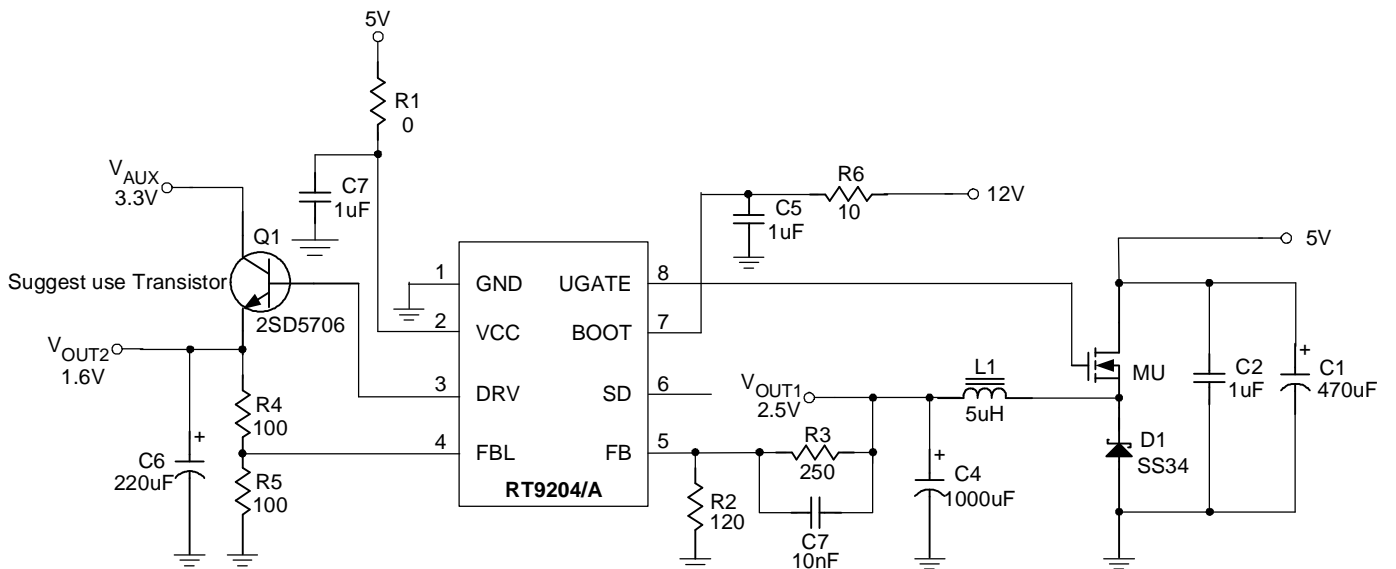 5V
R1
0
VAUX
3.3V
C7
1uF
R6
10
12V
C5
1uF
Q1
5V
Suggest use Transistor
2SD5706
1
GND
UGATE
8
2
VCC
BOOT
7
VOUT2
1.6V
3
DRV
SD
6
4
FBL
FB
5
RT9204/A
R4
100
R5
100
+
C6
220uF
VOUT1
2.5V
L1
5uH
MU
C2
1uF
+
C1
470uF
R3
250
R2
120
C7
10nF
+
C4
1000uF
D1
SS34